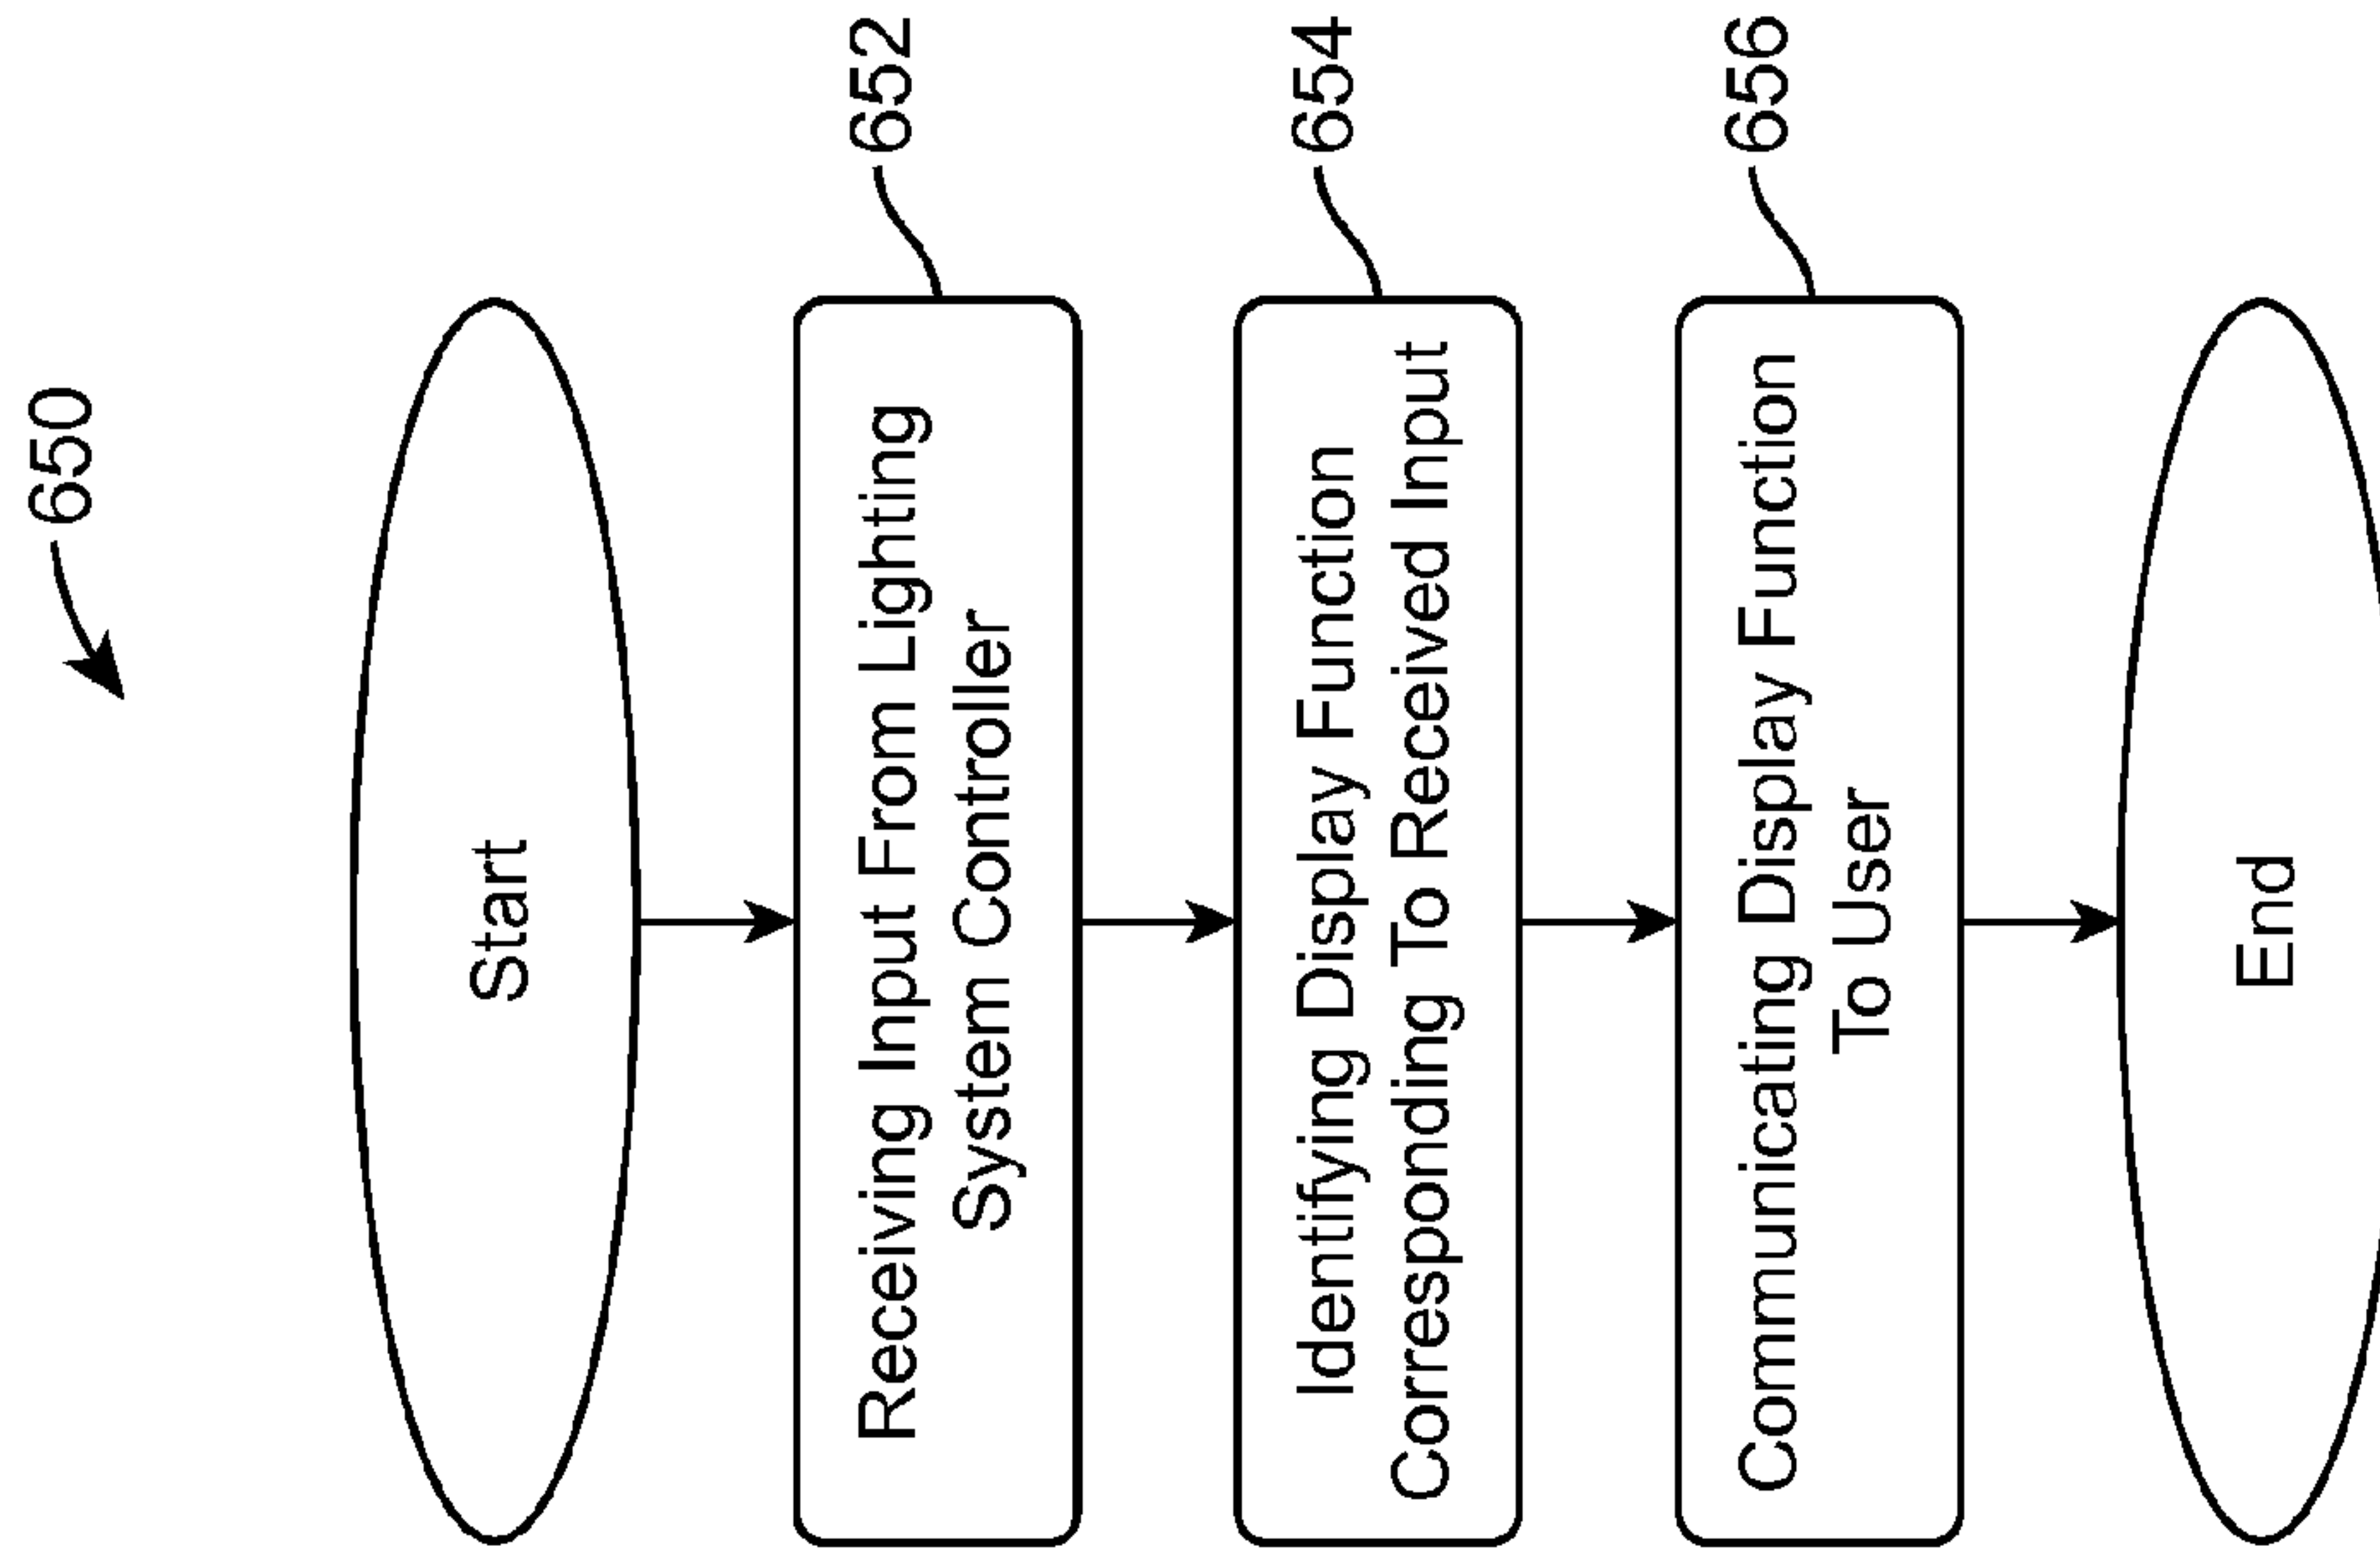 650
Start
Receiving Input From Lighting
System Controller
652
Identifying Display Function
Corresponding To Received Input
654
Communicating Display Function
To User
656
End